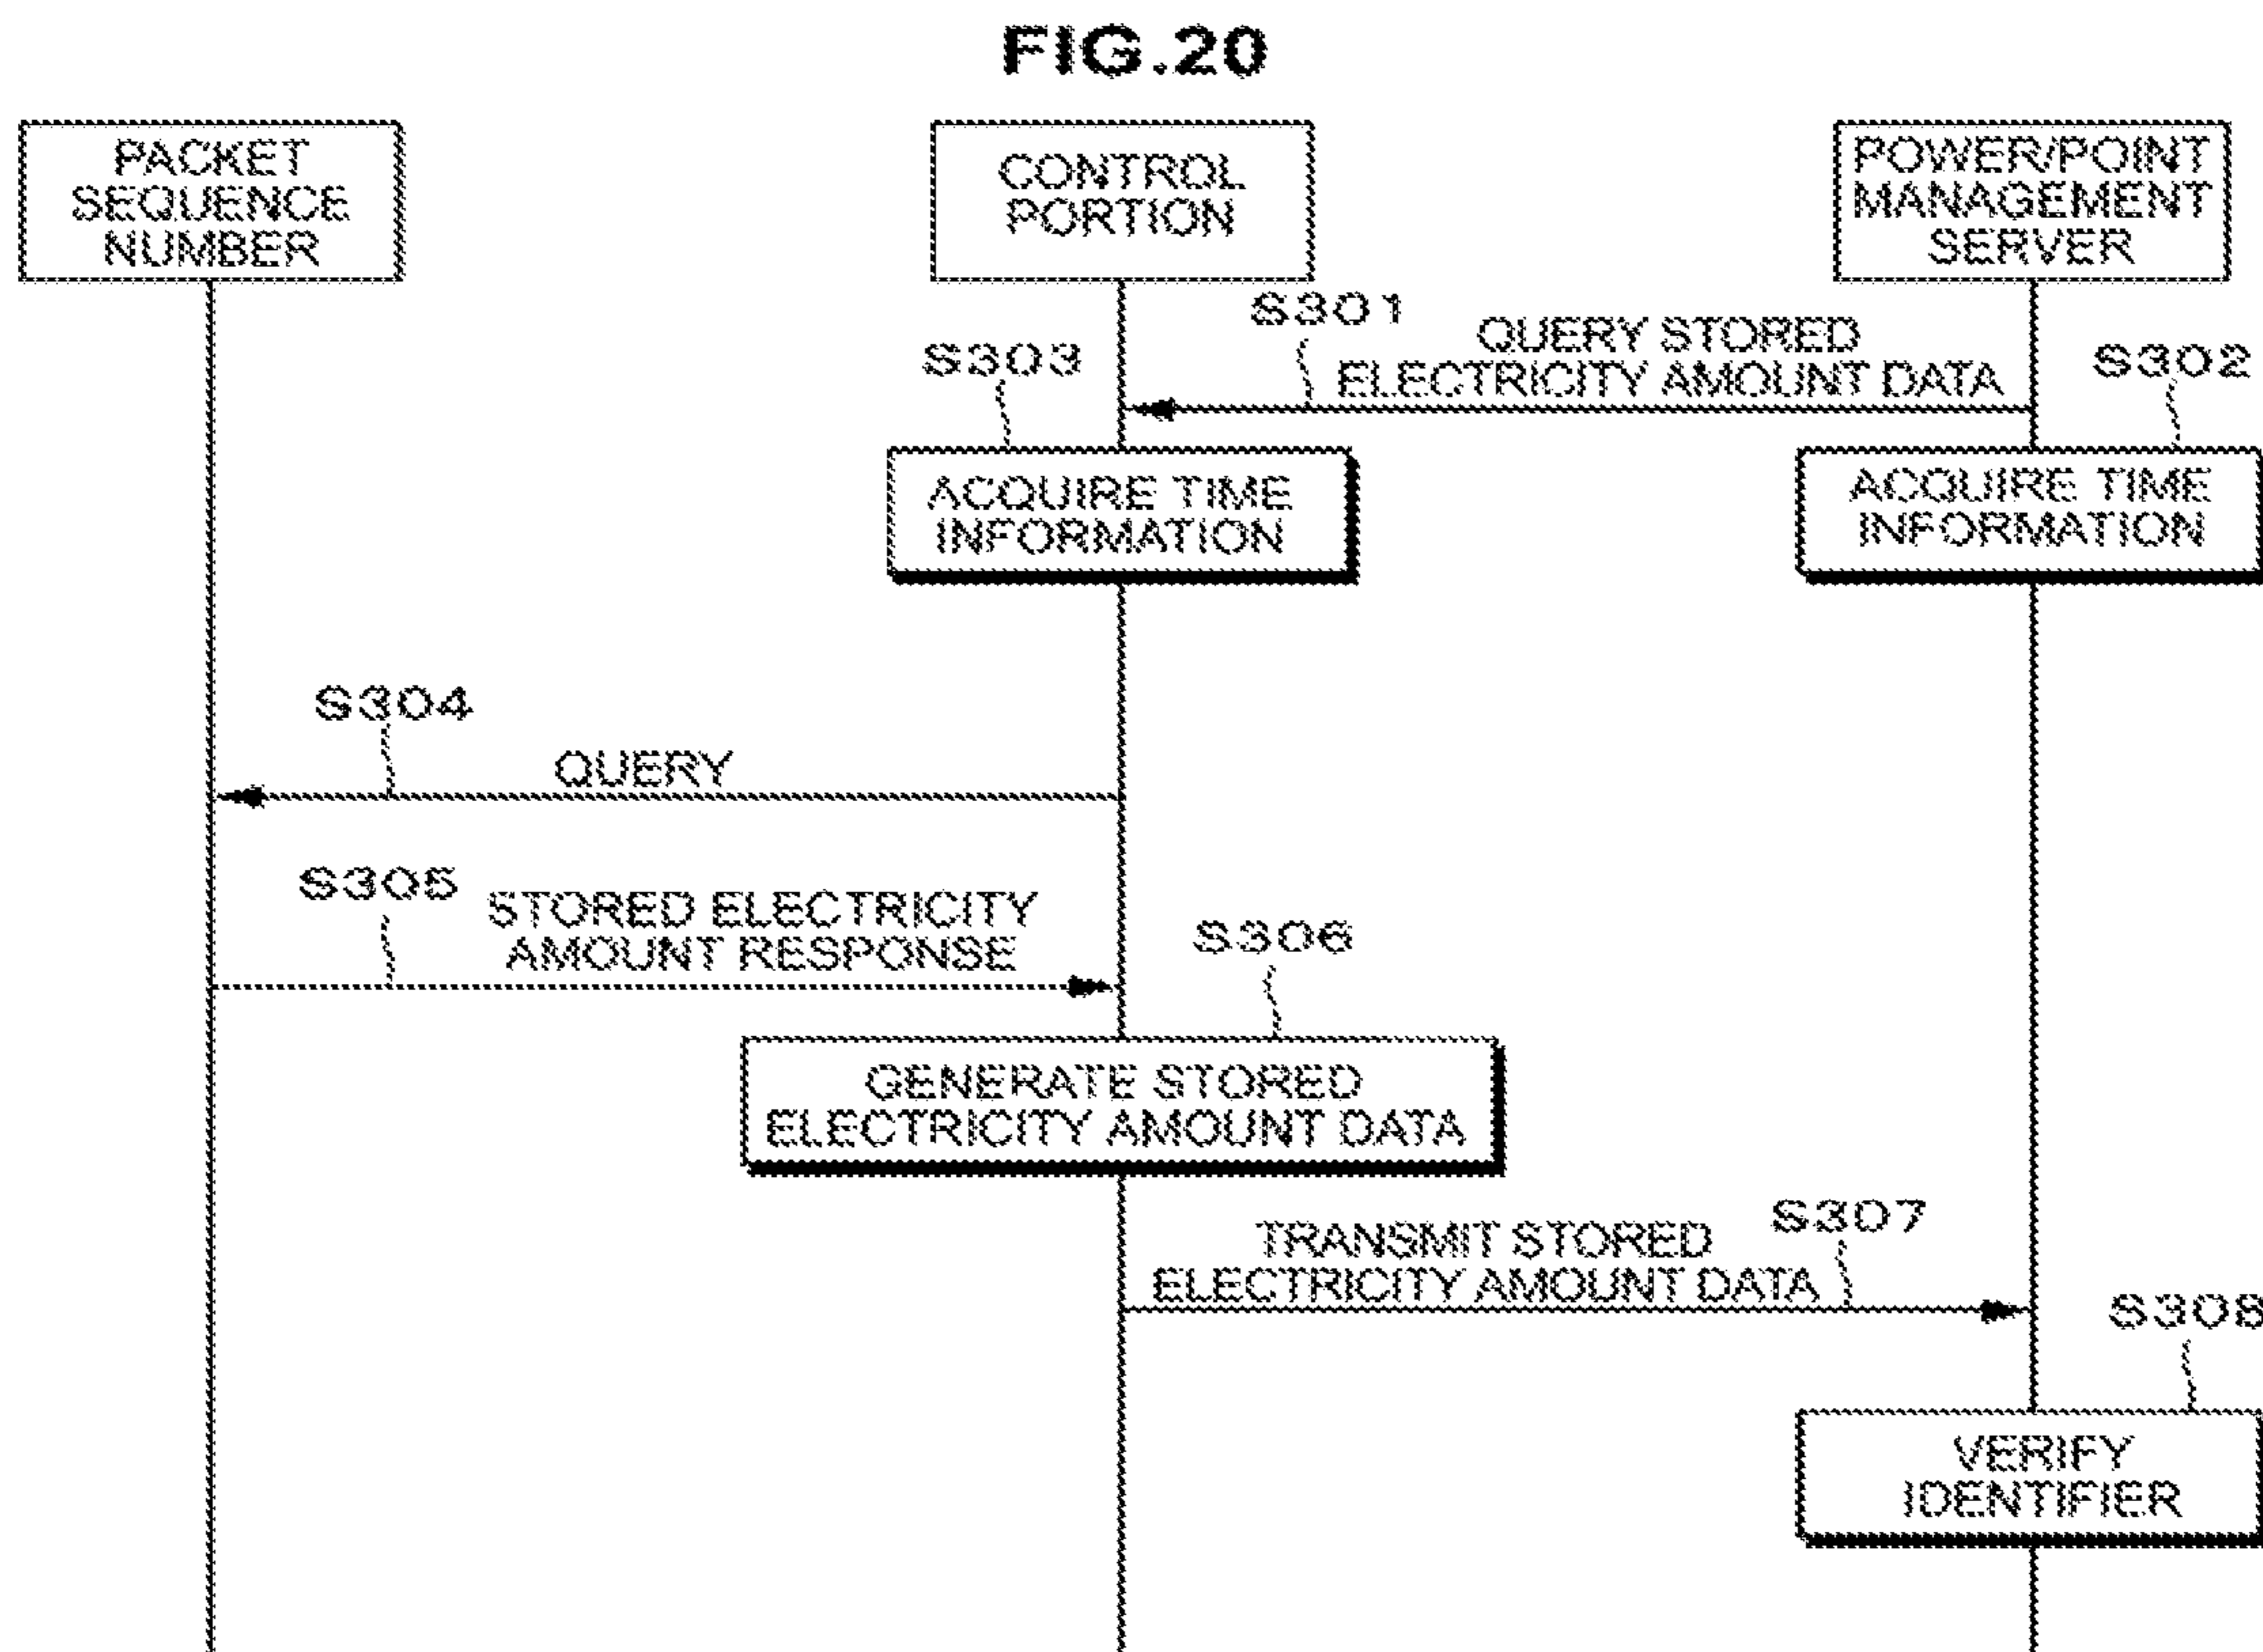 FIG.20
PACKET
SEQUENCE
NUMBER
CONTROL
PORTION
POWER/POINT
MANAGEMENT
SERVER
S301
QUERY STORED
ELECTRICITY AMOUNT DATA
S302
S303
ACQUIRE TIME
INFORMATION
ACQUIRE TIME
INFORMATION
S304
QUERY
S305
STORED ELECTRICITY
AMOUNT RESPONSE
S306
GENERATE STORED
ELECTRICITY AMOUNT DATA
S307
TRANSMIT STORED
ELECTRICITY AMOUNT DATA
S308
VERIFY
IDENTIFIER